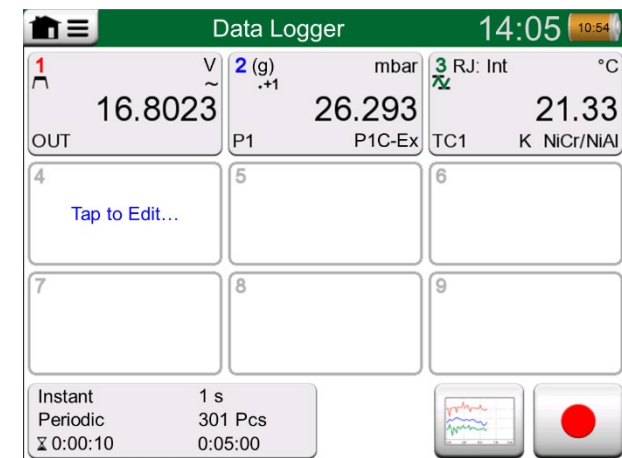 Data Logger 14:05 10:54
1 V
~
16.8023
OUT
2 (g) mbar
.+1
26.293
P1 P1C-Ex
3 RJ: Int °C
21.33
TC1 K NiCr/NiAl
4
Tap to Edit...
5
6
7
8
9
Instant 1 s
Periodic 301 Pcs
0:00:10 0:05:00